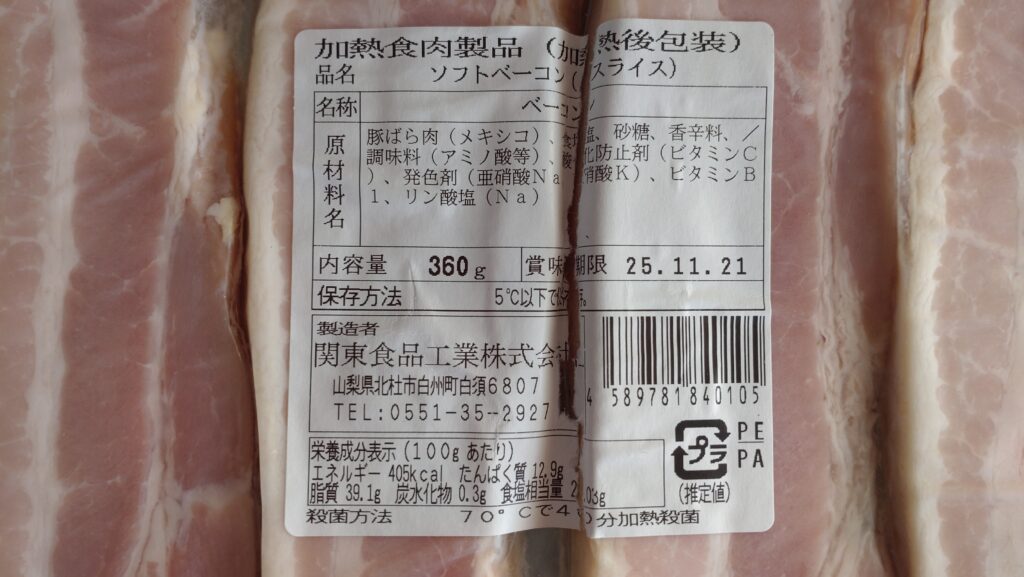 加熱食肉製品（加熱後包装）
品名 ソフトベーコン( スライス)
名称 ベーコン
原材料名
豚ばら肉（メキシコ）、食塩、砂糖、香辛料、／
調味料（アミノ酸等）、酸化防止剤（ビタミンC
）、発色剤（亜硝酸Na 硝酸K）、ビタミンB
1、リン酸塩（Na）
内容量 360g 賞味期限 25.11.21
保存方法 5℃以下で
製造者
関東食品工業株式会
山梨県北杜市白州町白須6807
TEL:0551-35-2927
4 589781840105
プラ
PE
PA
栄養成分表示(100gあたり)
エネルギー 405kcal たんぱく質 12.9g
脂質 39.1g 炭水化物 0.3g 食塩相当量 2.03g
(推定値)
殺菌方法 70°Cで40分加熱殺菌